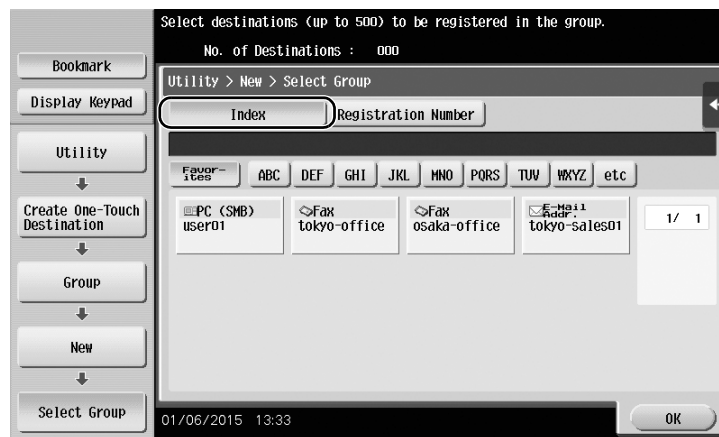 Select destinations (up to 500) to be registered in the group.
No. of Destinations : 000
Bookmark
Display Keypad
Utility
Create One-Touch
Destination
Group
New
Select Group
Utility > New > Select Group
Index Registration Number
Favor-
ites ABC DEF GHI JKL MNO PQRS TUV WXYZ etc
PC (SMB)
user01
Fax
tokyo-office
Fax
osaka-office
E-Mail
Addr.
tokyo-sales01
1/ 1
01/06/2015 13:33
OK